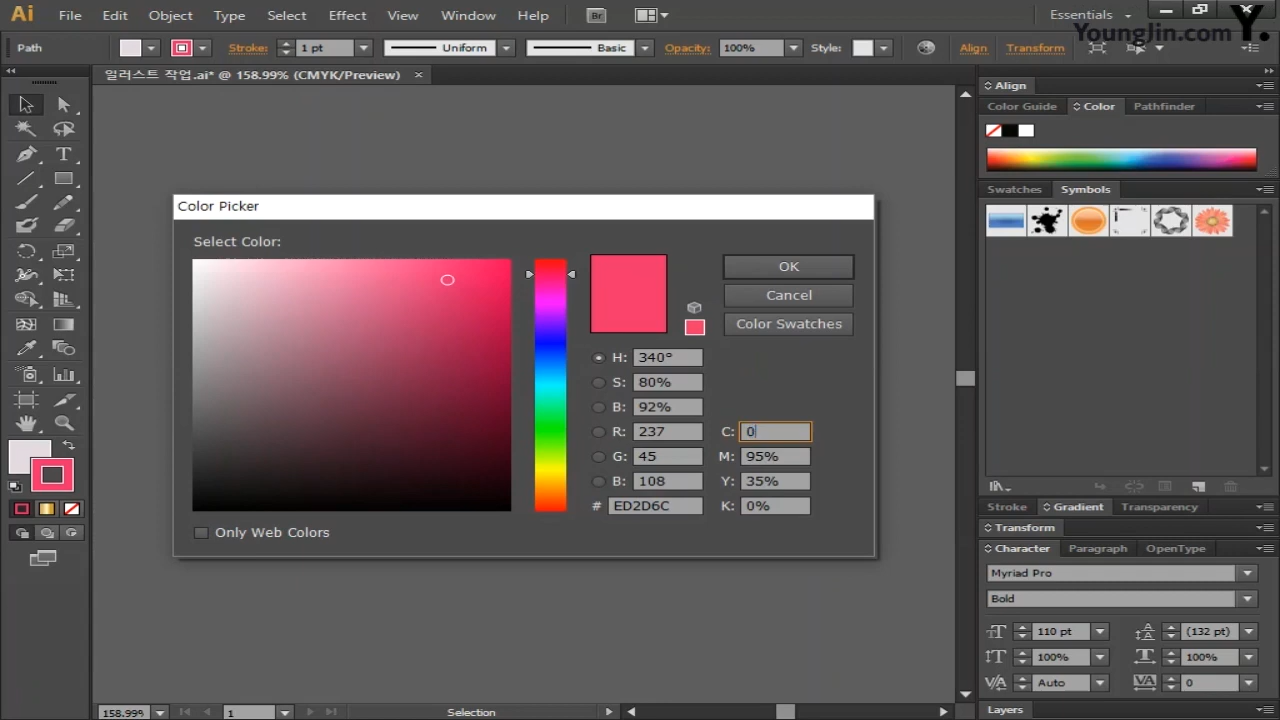 Ai File Edit Object Type Select Effect View Window Help Br Essentials
YoungJin.com Y.
Path Stroke: 1 pt Uniform Basic Opacity: 100% Style: Align Transform
일러스트 작업.ai* @ 158.99% (CMYK/Preview) ×
Align
Color Guide Color Pathfinder
Swatches Symbols
Color Picker
Select Color:
OK
Cancel
Color Swatches
H: 340°
S: 80%
B: 92%
R: 237 C: 0
G: 45 M: 95%
B: 108 Y: 35%
# ED2D6C K: 0%
Only Web Colors
Stroke Gradient Transparency
Transform
Character Paragraph OpenType
Myriad Pro
Bold
110 pt (132 pt)
100% 100%
Auto 0
Layers
158.99% 1 Selection